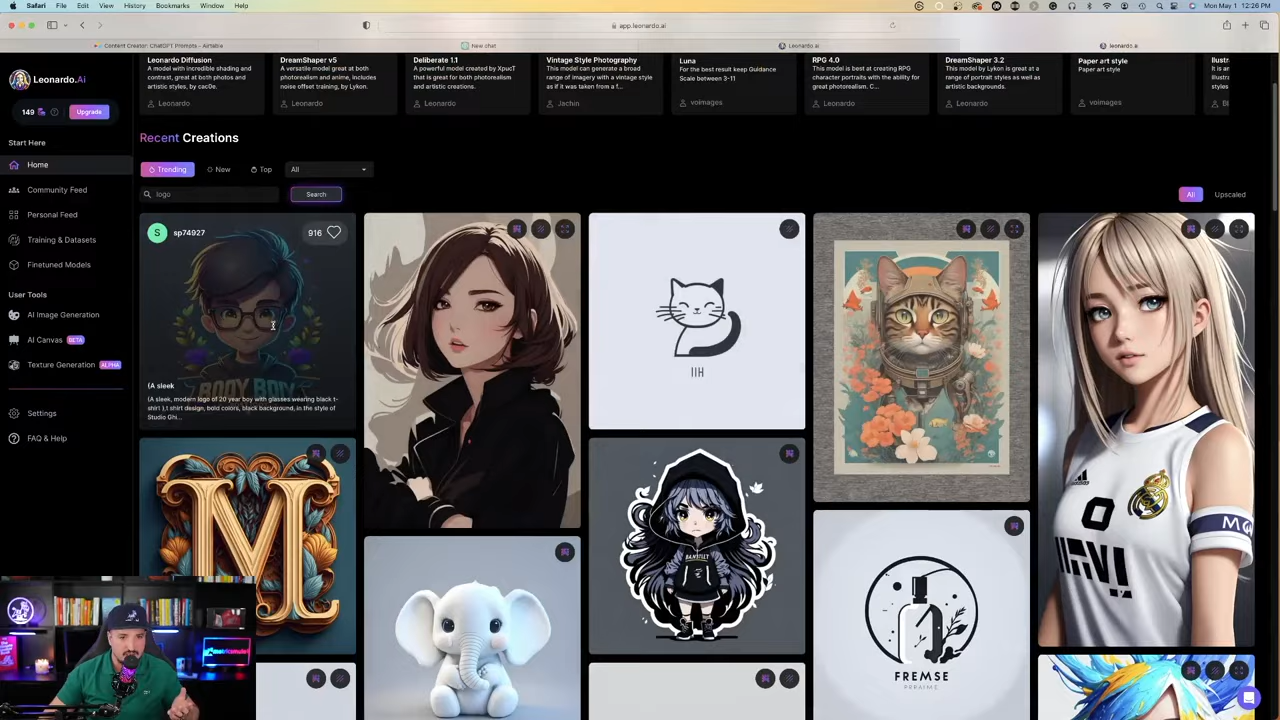 Safari File Edit View History Bookmarks Window Help
Mon May 1 12:26 PM
app.leonardo.ai
Content Creator: ChatGPT Prompts - Airtable
New chat
Leonardo.ai
leonardo.ai
Leonardo.Ai
149
Upgrade
Start Here
Home
Community Feed
Personal Feed
Training & Datasets
Finetuned Models
User Tools
AI Image Generation
AI Canvas BETA
Texture Generation ALPHA
Settings
FAQ & Help
Leonardo Diffusion
A model with incredible shading and contrast, great at both photos and artistic styles, by cac0e.
Leonardo
DreamShaper v5
A versatile model great at both photorealism and anime, includes noise offset training, by Lykon.
Leonardo
Deliberate 1.1
A powerful model created by XpucT that is great for both photorealism and artistic creations.
Leonardo
Vintage Style Photography
This model can generate a broad range of imagery with a vintage style as if it was taken from a f...
Jachin
Luna
For the best result keep Guidance Scale between 3-11
voimages
RPG 4.0
This model is best at creating RPG character portraits with the ability for great photorealism. C...
Leonardo
DreamShaper 3.2
This model by Lykon is great at a range of portrait styles as well as artistic backgrounds.
Leonardo
Paper art style
Paper art style
voimages
Illustr
It is an
Illustra
styles,
Recent Creations
Trending
New
Top
All
logo
Search
All
Upscaled
S
sp74927
916
BODY BODY
(A sleek
(A sleek, modern logo of 20 year boy with glasses wearing black t-
shirt ),t shirt design, bold colors, black background, in the style of
Studio Ghi...
IIH
M
FREMSE